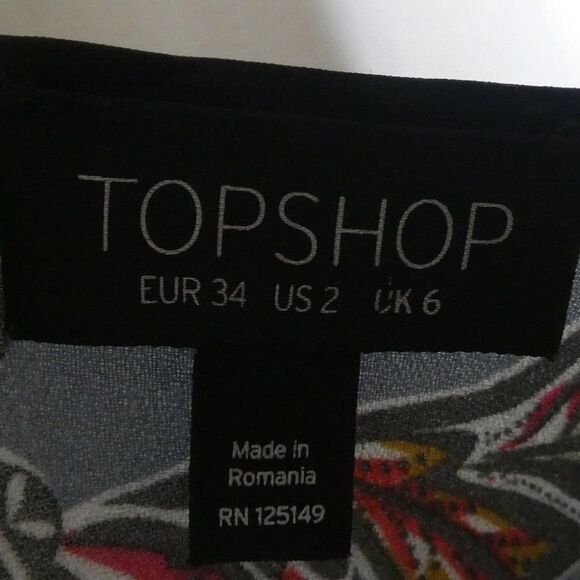 TOPSHOP
EUR 34 US 2 UK 6
Made in
Romania
RN 125149